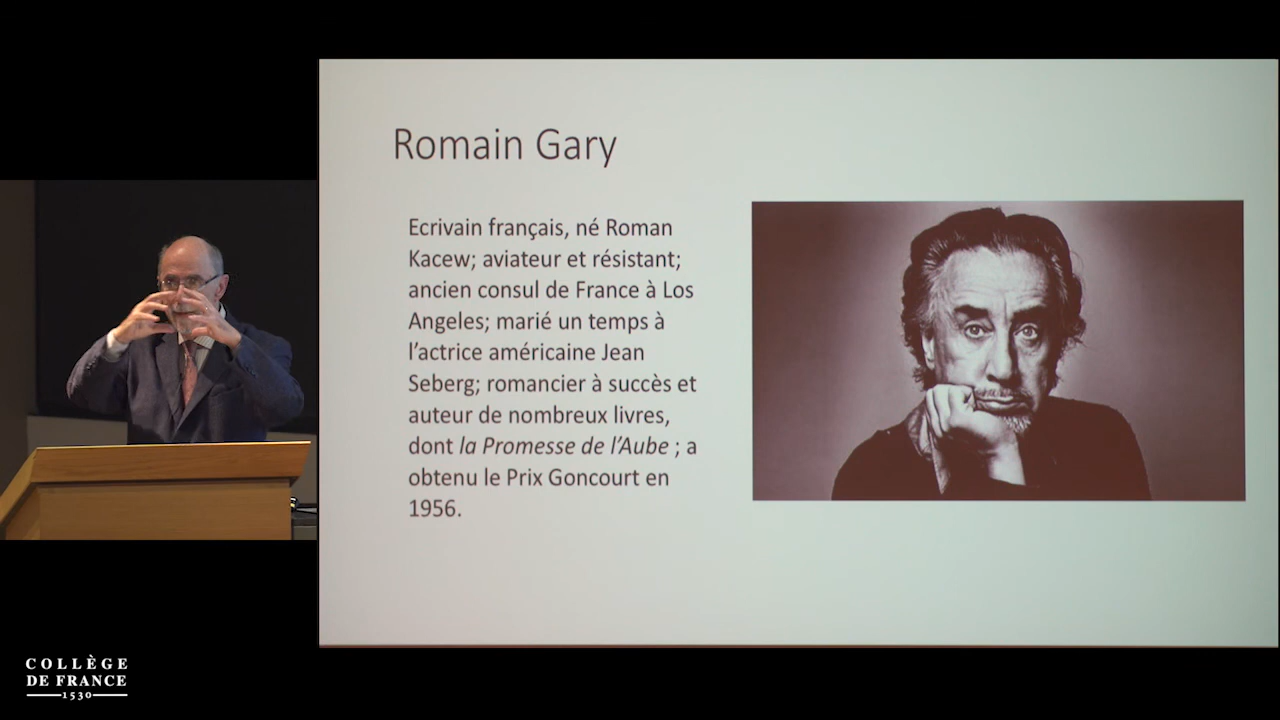 Romain Gary
Ecrivain français, né Roman
Kacew; aviateur et résistant;
ancien consul de France à Los
Angeles; marié un temps à
l’actrice américaine Jean
Seberg; romancier à succès et
auteur de nombreux livres,
dont la Promesse de l’Aube ; a
obtenu le Prix Goncourt en
1956.
COLLÈGE
DE FRANCE
1530